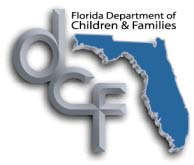 Florida Department of
Children & Families
dcf